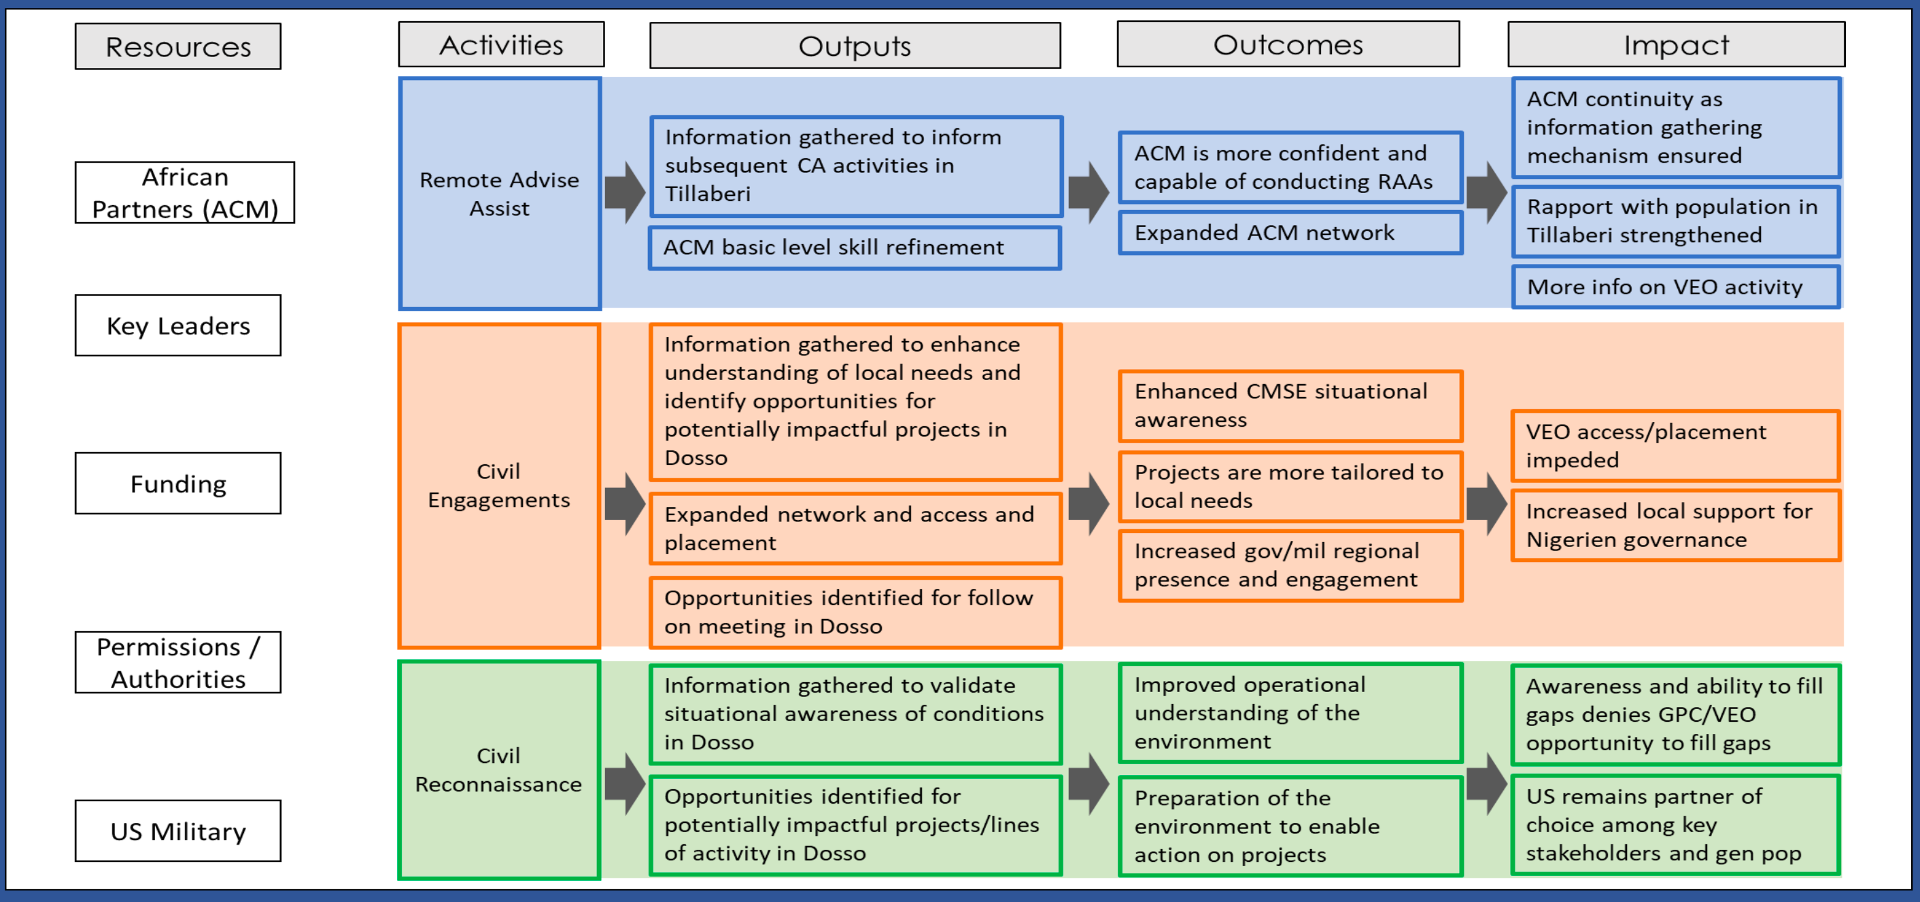 Resources
Activities
Outputs
Outcomes
Impact
African
Partners (ACM)
Key Leaders
Funding
Permissions /
Authorities
US Military
Remote Advise
Assist
Information gathered to inform
subsequent CA activities in
Tillaberi
ACM basic level skill refinement
ACM is more confident and
capable of conducting RAAs
Expanded ACM network
ACM continuity as
information gathering
mechanism ensured
Rapport with population in
Tillaberi strengthened
More info on VEO activity
Civil
Engagements
Information gathered to enhance
understanding of local needs and
identify opportunities for
potentially impactful projects in
Dosso
Expanded network and access and
placement
Opportunities identified for follow
on meeting in Dosso
Enhanced CMSE situational
awareness
Projects are more tailored to
local needs
Increased gov/mil regional
presence and engagement
VEO access/placement
impeded
Increased local support for
Nigerien governance
Civil
Reconnaissance
Information gathered to validate
situational awareness of conditions
in Dosso
Opportunities identified for
potentially impactful projects/lines
of activity in Dosso
Improved operational
understanding of the
environment
Preparation of the
environment to enable
action on projects
Awareness and ability to fill
gaps denies GPC/VEO
opportunity to fill gaps
US remains partner of
choice among key
stakeholders and gen pop